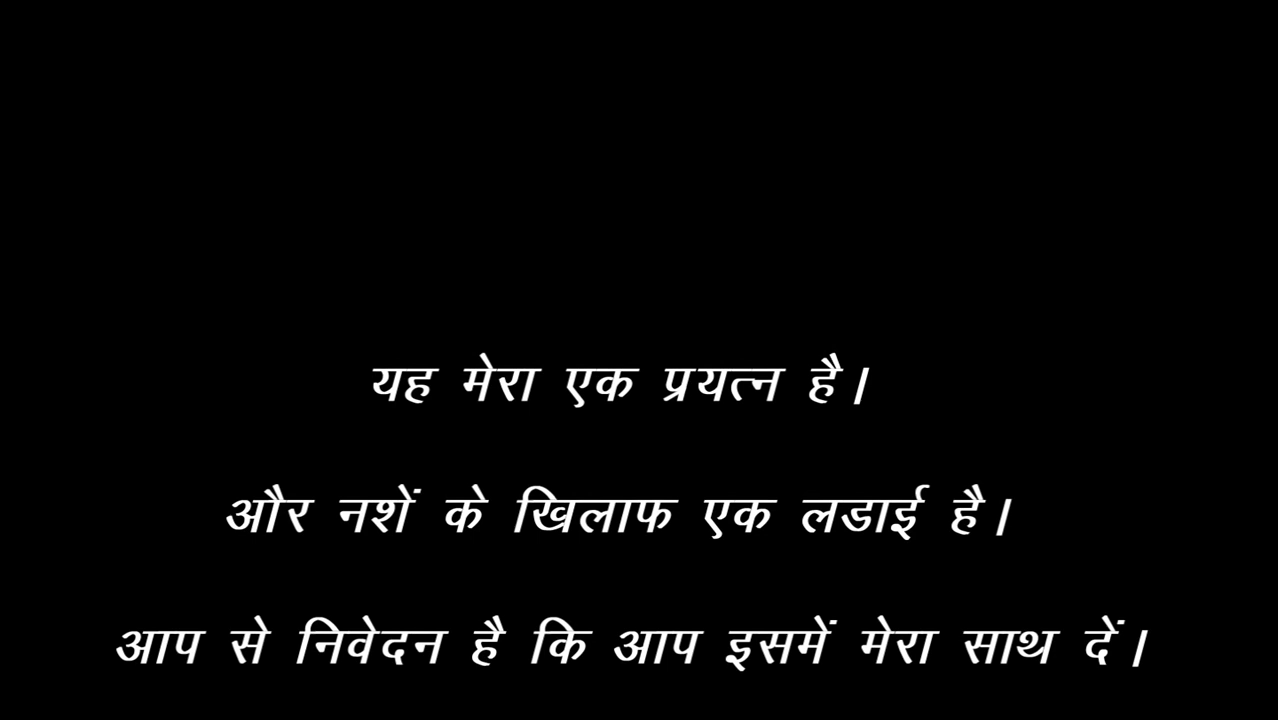 यह मेरा एक प्रयत्न है।
और नशें के खिलाफ एक लडाई है।
आप से निवेदन है कि आप इसमें मेरा साथ दें।